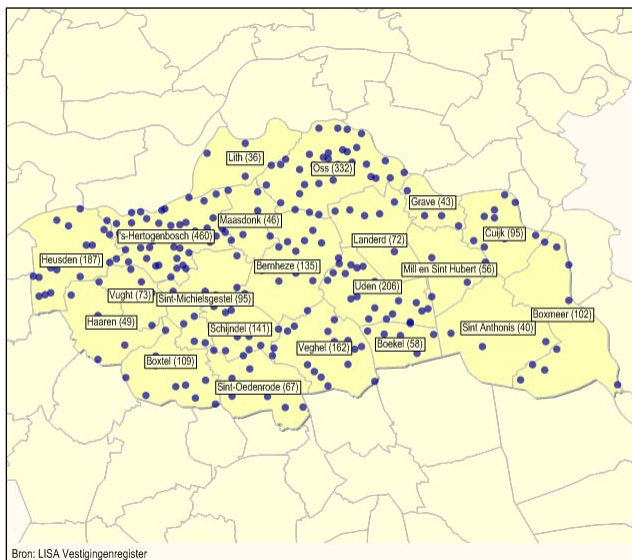 Lith (36)
Oss (332)
Grave (43)
Maasdonk (46)
Cuijk (95)
's-Hertogenbosch (460)
Landerd (72)
Heusden (187)
Bernheze (135)
Mill en Sint Hubert (56)
Uden (206)
Vught (73)
Sint-Michielsgestel (95)
Boxmeer (102)
Haaren (49)
Schijndel (141)
Sint Anthonis (40)
Veghel (162)
Boekel (58)
Boxtel (109)
Sint-Oedenrode (67)
Bron: LISA Vestigingenregister